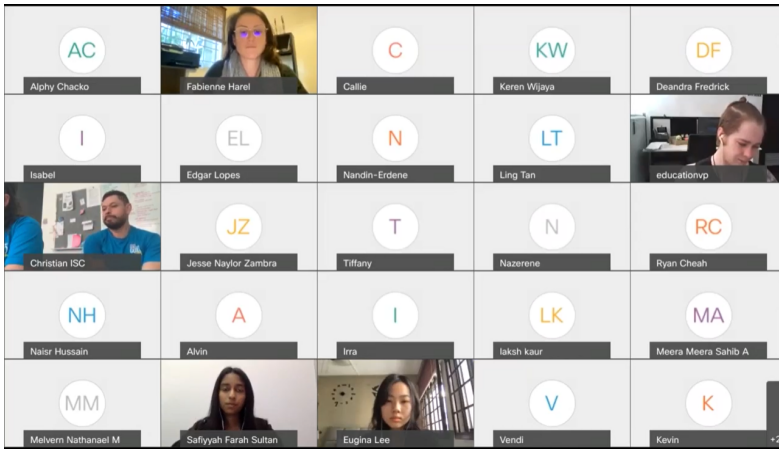 AC
Alphy Chacko
Fabienne Harel
C
Callie
KW
Keren Wijaya
DF
Deandra Fredrick
I
Isabel
EL
Edgar Lopes
N
Nandin-Erdene
LT
Ling Tan
educationvp
Christian ISC
JZ
Jesse Naylor Zambra
T
Tiffany
N
Nazerene
RC
Ryan Cheah
NH
Naisr Hussain
A
Alvin
I
Irra
LK
laksh kaur
MA
Meera Meera Sahib A
MM
Melvern Nathanael M
Safiyyah Farah Sultan
Eugina Lee
V
Vendi
K
Kevin